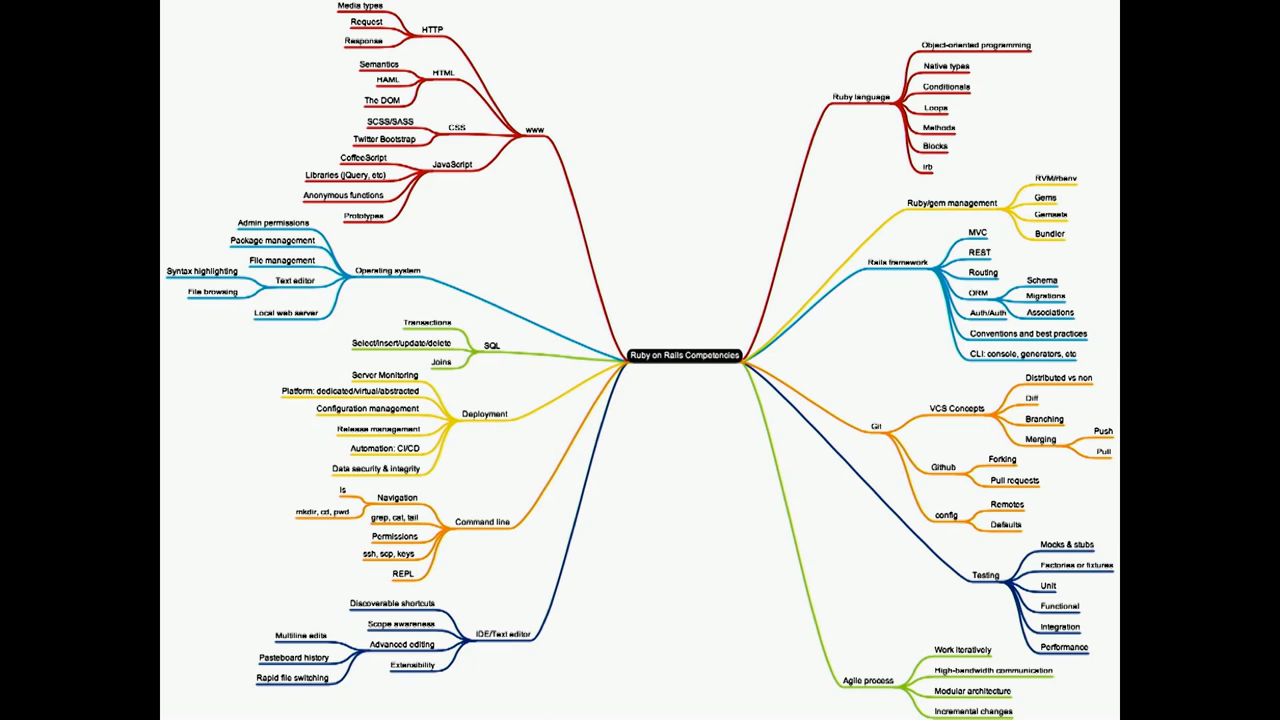 Media types
Request
HTTP
Response
Semantics
HTML
HAML
The DOM
SCSS/SASS
CSS
Twitter Bootstrap
www
CoffeeScript
JavaScript
Libraries (jQuery, etc)
Anonymous functions
Prototypes
Admin permissions
Package management
File management
Operating system
Syntax highlighting
Text editor
File browsing
Local web server
Transactions
SQL
Select/insert/update/delete
Joins
Server Monitoring
Platform: dedicated/virtual/abstracted
Configuration management
Deployment
Release management
Automation: CI/CD
Data security & integrity
ls
Navigation
mkdir, cd, pwd
grep, cat, tail
Command line
Permissions
ssh, scp, keys
REPL
Discoverable shortcuts
Scope awareness
IDE/Text editor
Multiline edits
Advanced editing
Pasteboard history
Extensibility
Rapid file switching
Ruby on Rails Competencies
Object-oriented programming
Native types
Conditionals
Ruby language
Loops
Methods
Blocks
irb
RVM/rbenv
Gems
Ruby/gem management
Gemsets
Bundler
MVC
REST
Rails framework
Routing
Schema
ORM
Migrations
Auth/Auth
Associations
Conventions and best practices
CLI: console, generators, etc
Distributed vs non
Diff
VCS Concepts
Branching
Merging
Push
Pull
Git
Github
Forking
Pull requests
config
Remotes
Defaults
Mocks & stubs
Factories or fixtures
Testing
Unit
Functional
Integration
Performance
Work iteratively
High-bandwidth communication
Agile process
Modular architecture
Incremental changes